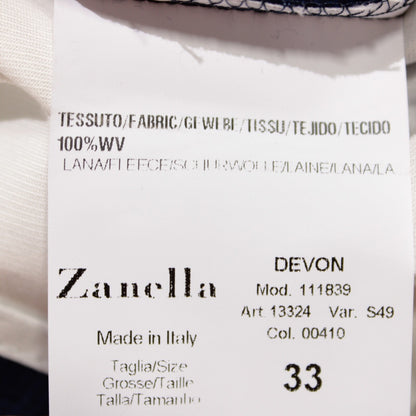 TESSUTO/FABRIC/GEWEBE/TISSU/TEJIDO/TECIDO
100%WV
LANA/FLEECE/SCHURWOLLE/LAINE/LANA/LA
Zanella
DEVON
Mod. 111839
Art 13324 Var. S49
Col. 00410
Made in Italy
Taglia/Size
Grosse/Taille
Talla/Tamanho
33